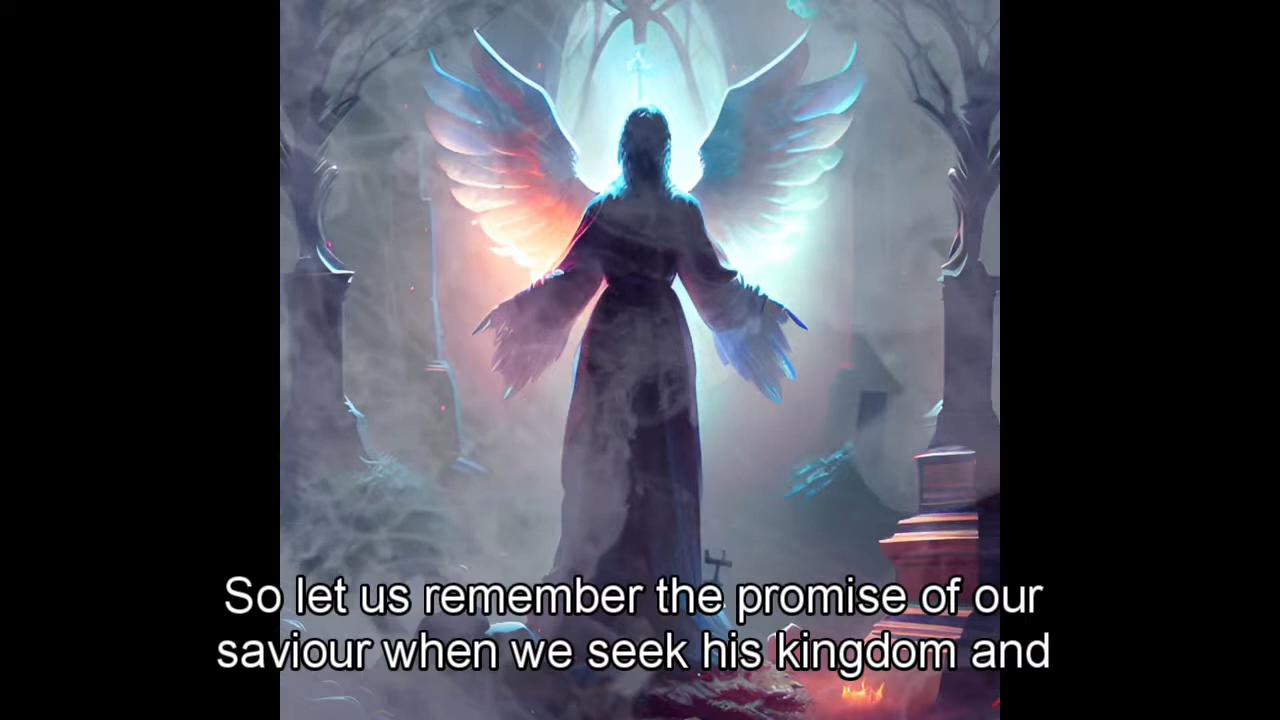 So let us remember the promise of our
saviour when we seek his kingdom and